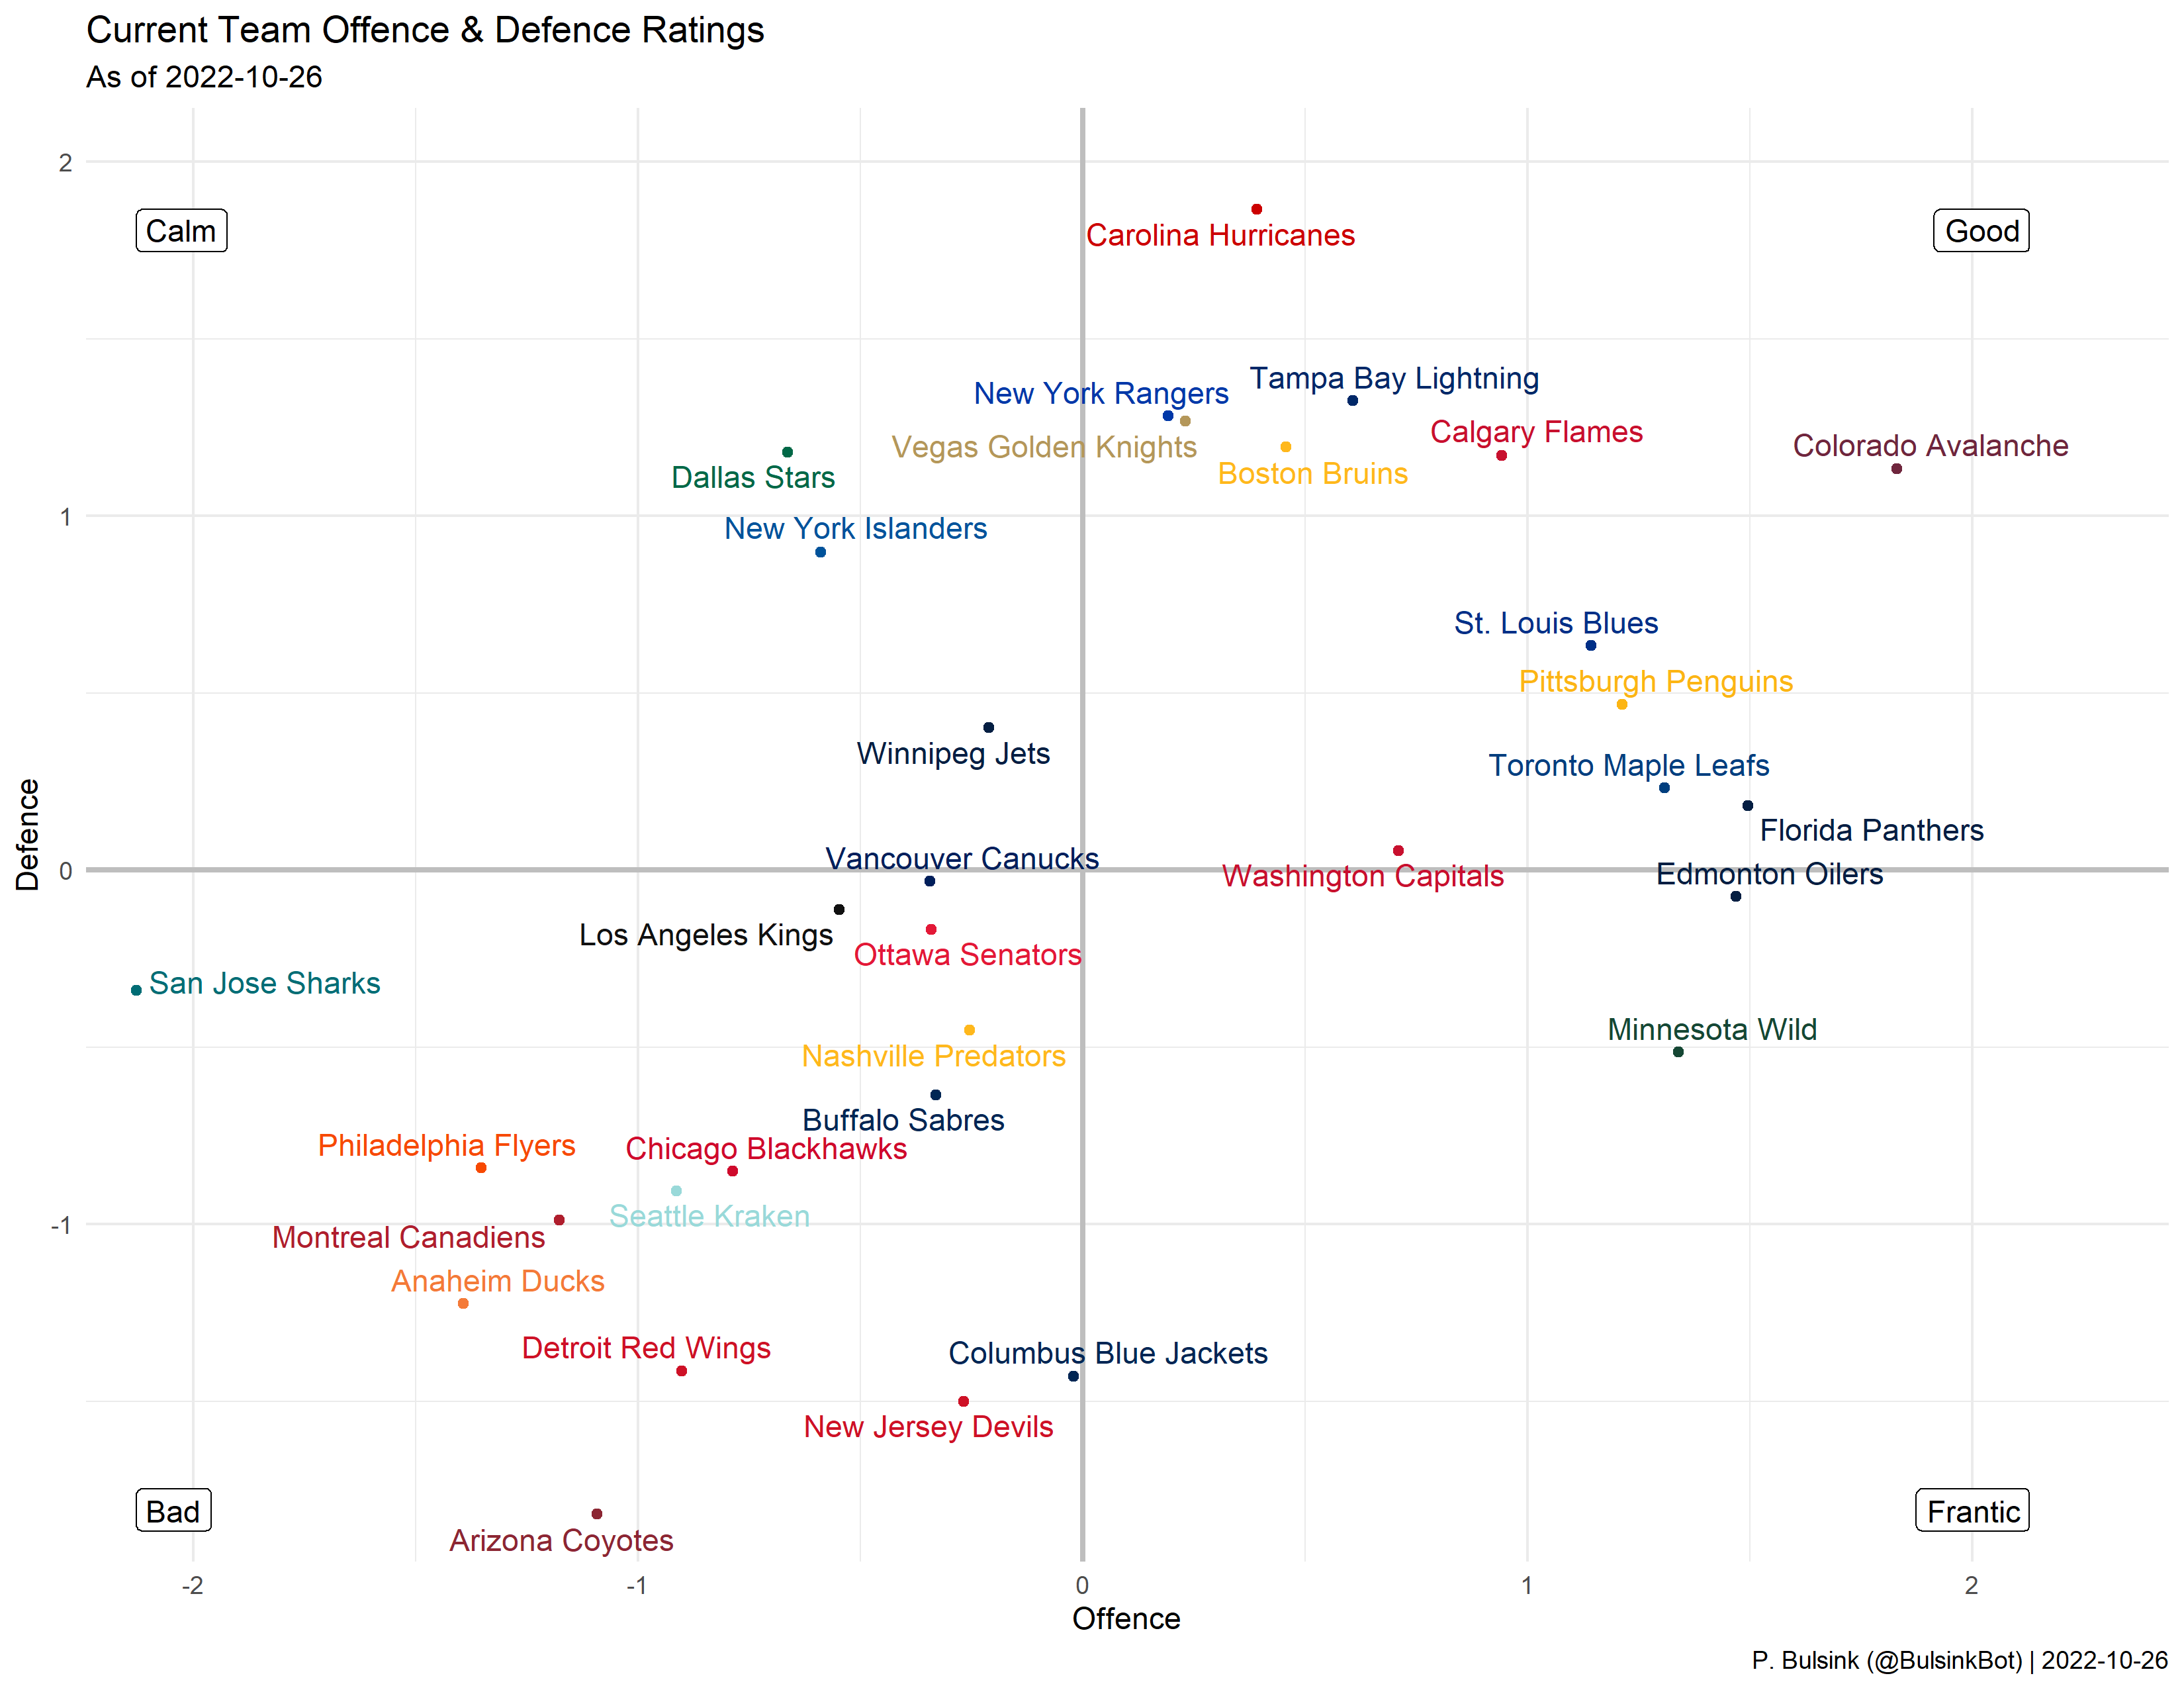 Current Team Offence & Defence Ratings
As of 2022-10-26
2
Calm
Carolina Hurricanes
Good
Tampa Bay Lightning
New York Rangers
Calgary Flames
Vegas Golden Knights
Colorado Avalanche
Boston Bruins
Dallas Stars
1
New York Islanders
St. Louis Blues
Pittsburgh Penguins
Winnipeg Jets
Toronto Maple Leafs
Florida Panthers
Defence
Vancouver Canucks
0
Washington Capitals
Edmonton Oilers
Los Angeles Kings
Ottawa Senators
San Jose Sharks
Minnesota Wild
Nashville Predators
Buffalo Sabres
Philadelphia Flyers
Chicago Blackhawks
Seattle Kraken
-1
Montreal Canadiens
Anaheim Ducks
Detroit Red Wings
Columbus Blue Jackets
New Jersey Devils
Bad
Frantic
Arizona Coyotes
-2
-1
0
1
2
Offence
P. Bulsink (@BulsinkBot) | 2022-10-26